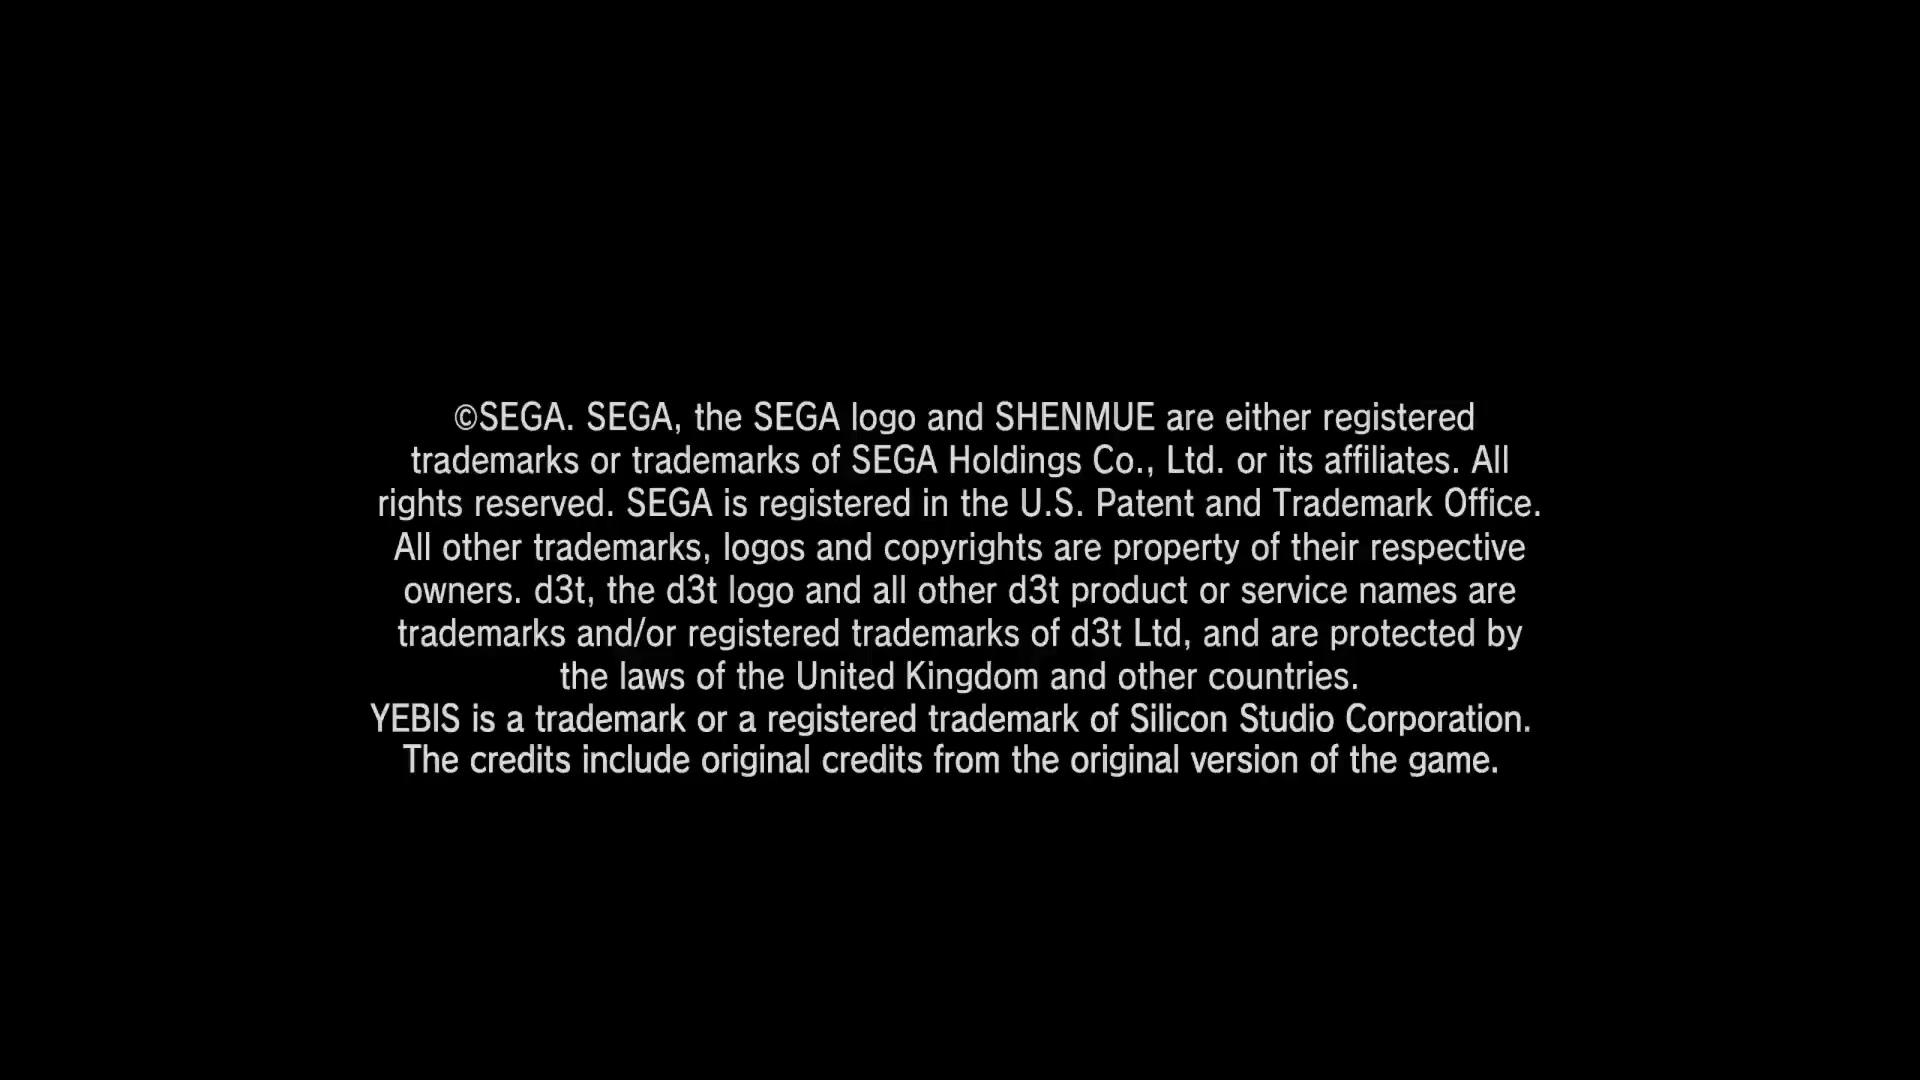 ©SEGA. SEGA, the SEGA logo and SHENMUE are either registered
trademarks or trademarks of SEGA Holdings Co., Ltd. or its affiliates. All
rights reserved. SEGA is registered in the U.S. Patent and Trademark Office.
All other trademarks, logos and copyrights are property of their respective
owners. d3t, the d3t logo and all other d3t product or service names are
trademarks and/or registered trademarks of d3t Ltd, and are protected by
the laws of the United Kingdom and other countries.
YEBIS is a trademark or a registered trademark of Silicon Studio Corporation.
The credits include original credits from the original version of the game.